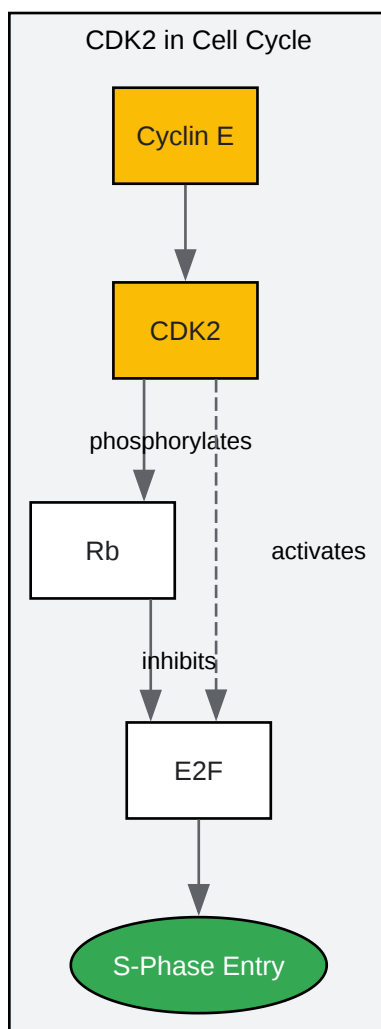 CDK2 in Cell Cycle
Cyclin E
CDK2
phosphorylates
Rb
activates
inhibits
E2F
S-Phase Entry